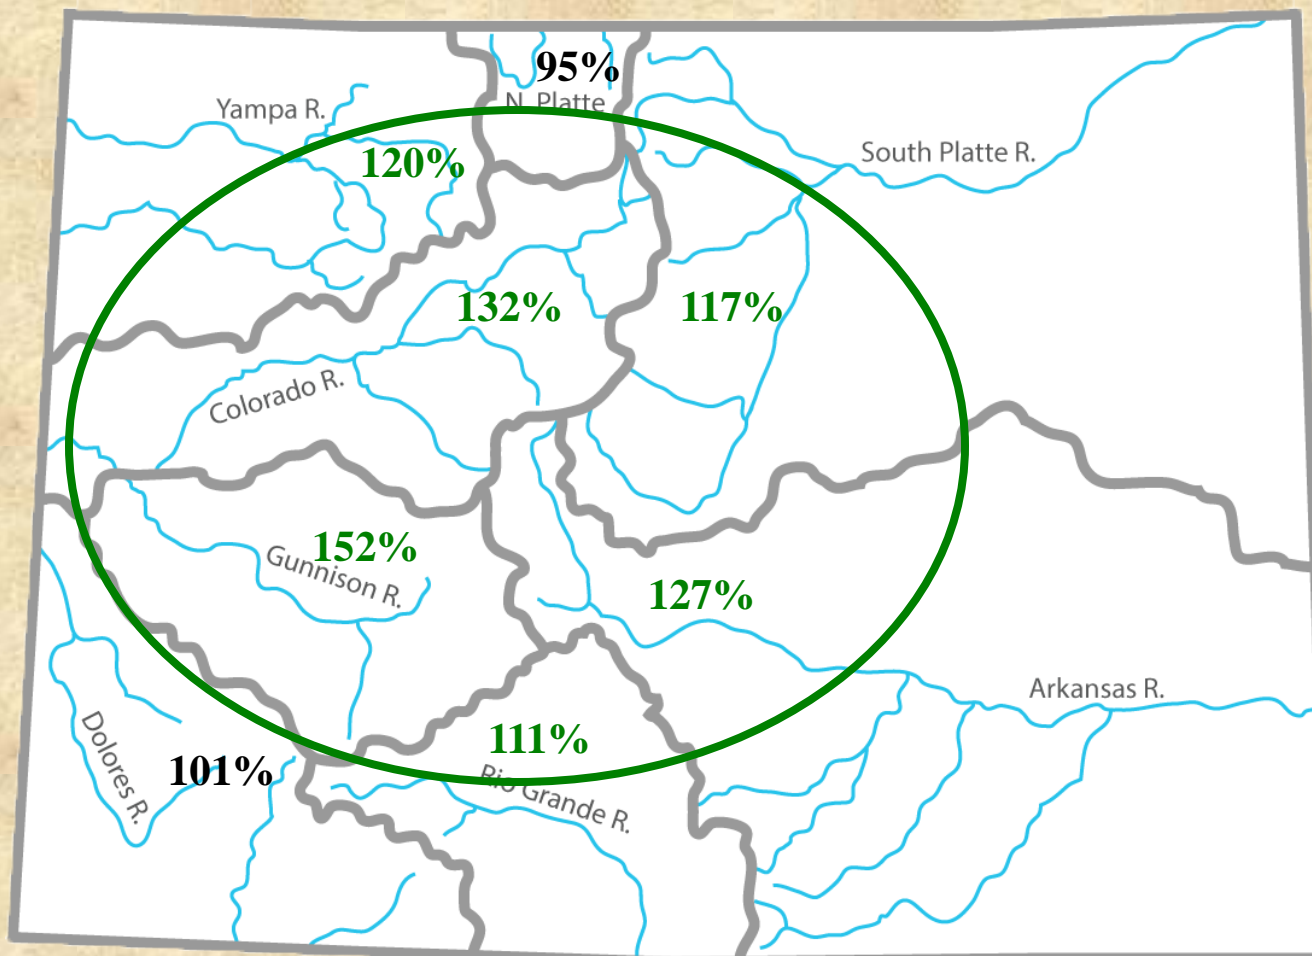 95%
N. Platte
Yampa R.
120%
South Platte R.
132%
117%
Colorado R.
152%
Gunnison R.
127%
Arkansas R.
Dolores R.
101%
111%
Rio Grande R.